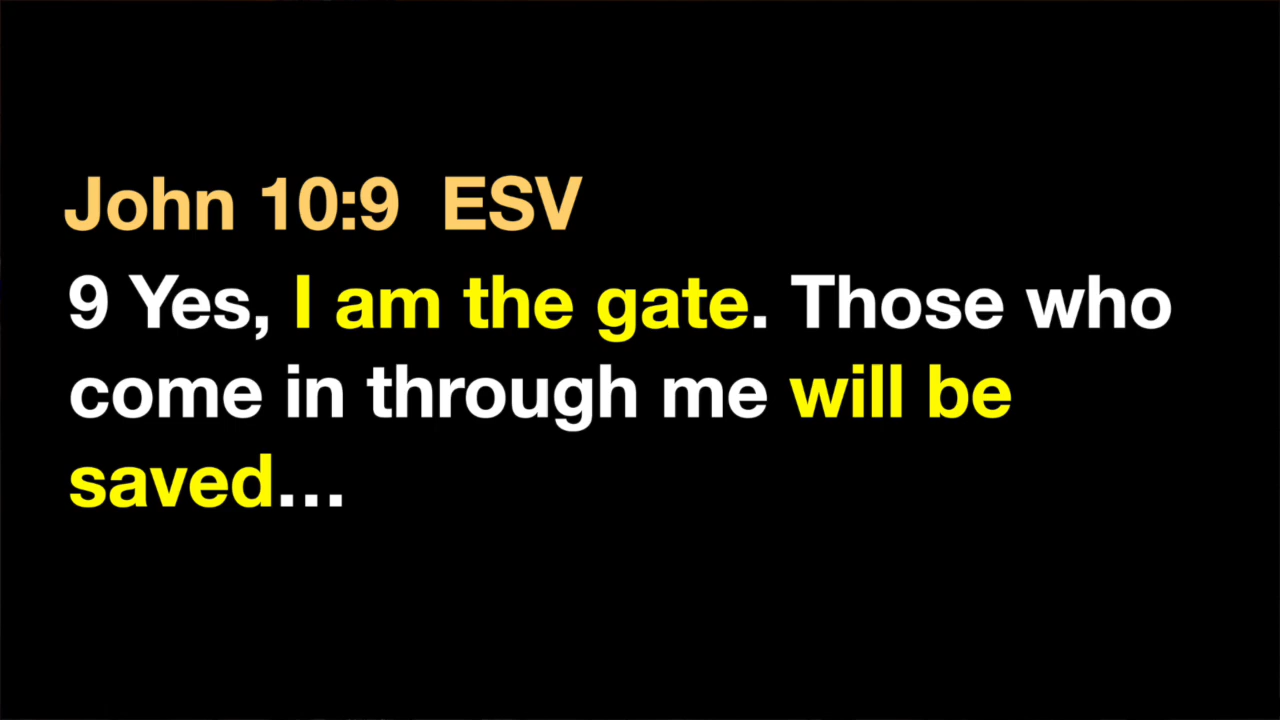 John 10:9  ESV
9 Yes, I am the gate. Those who
come in through me will be
saved…